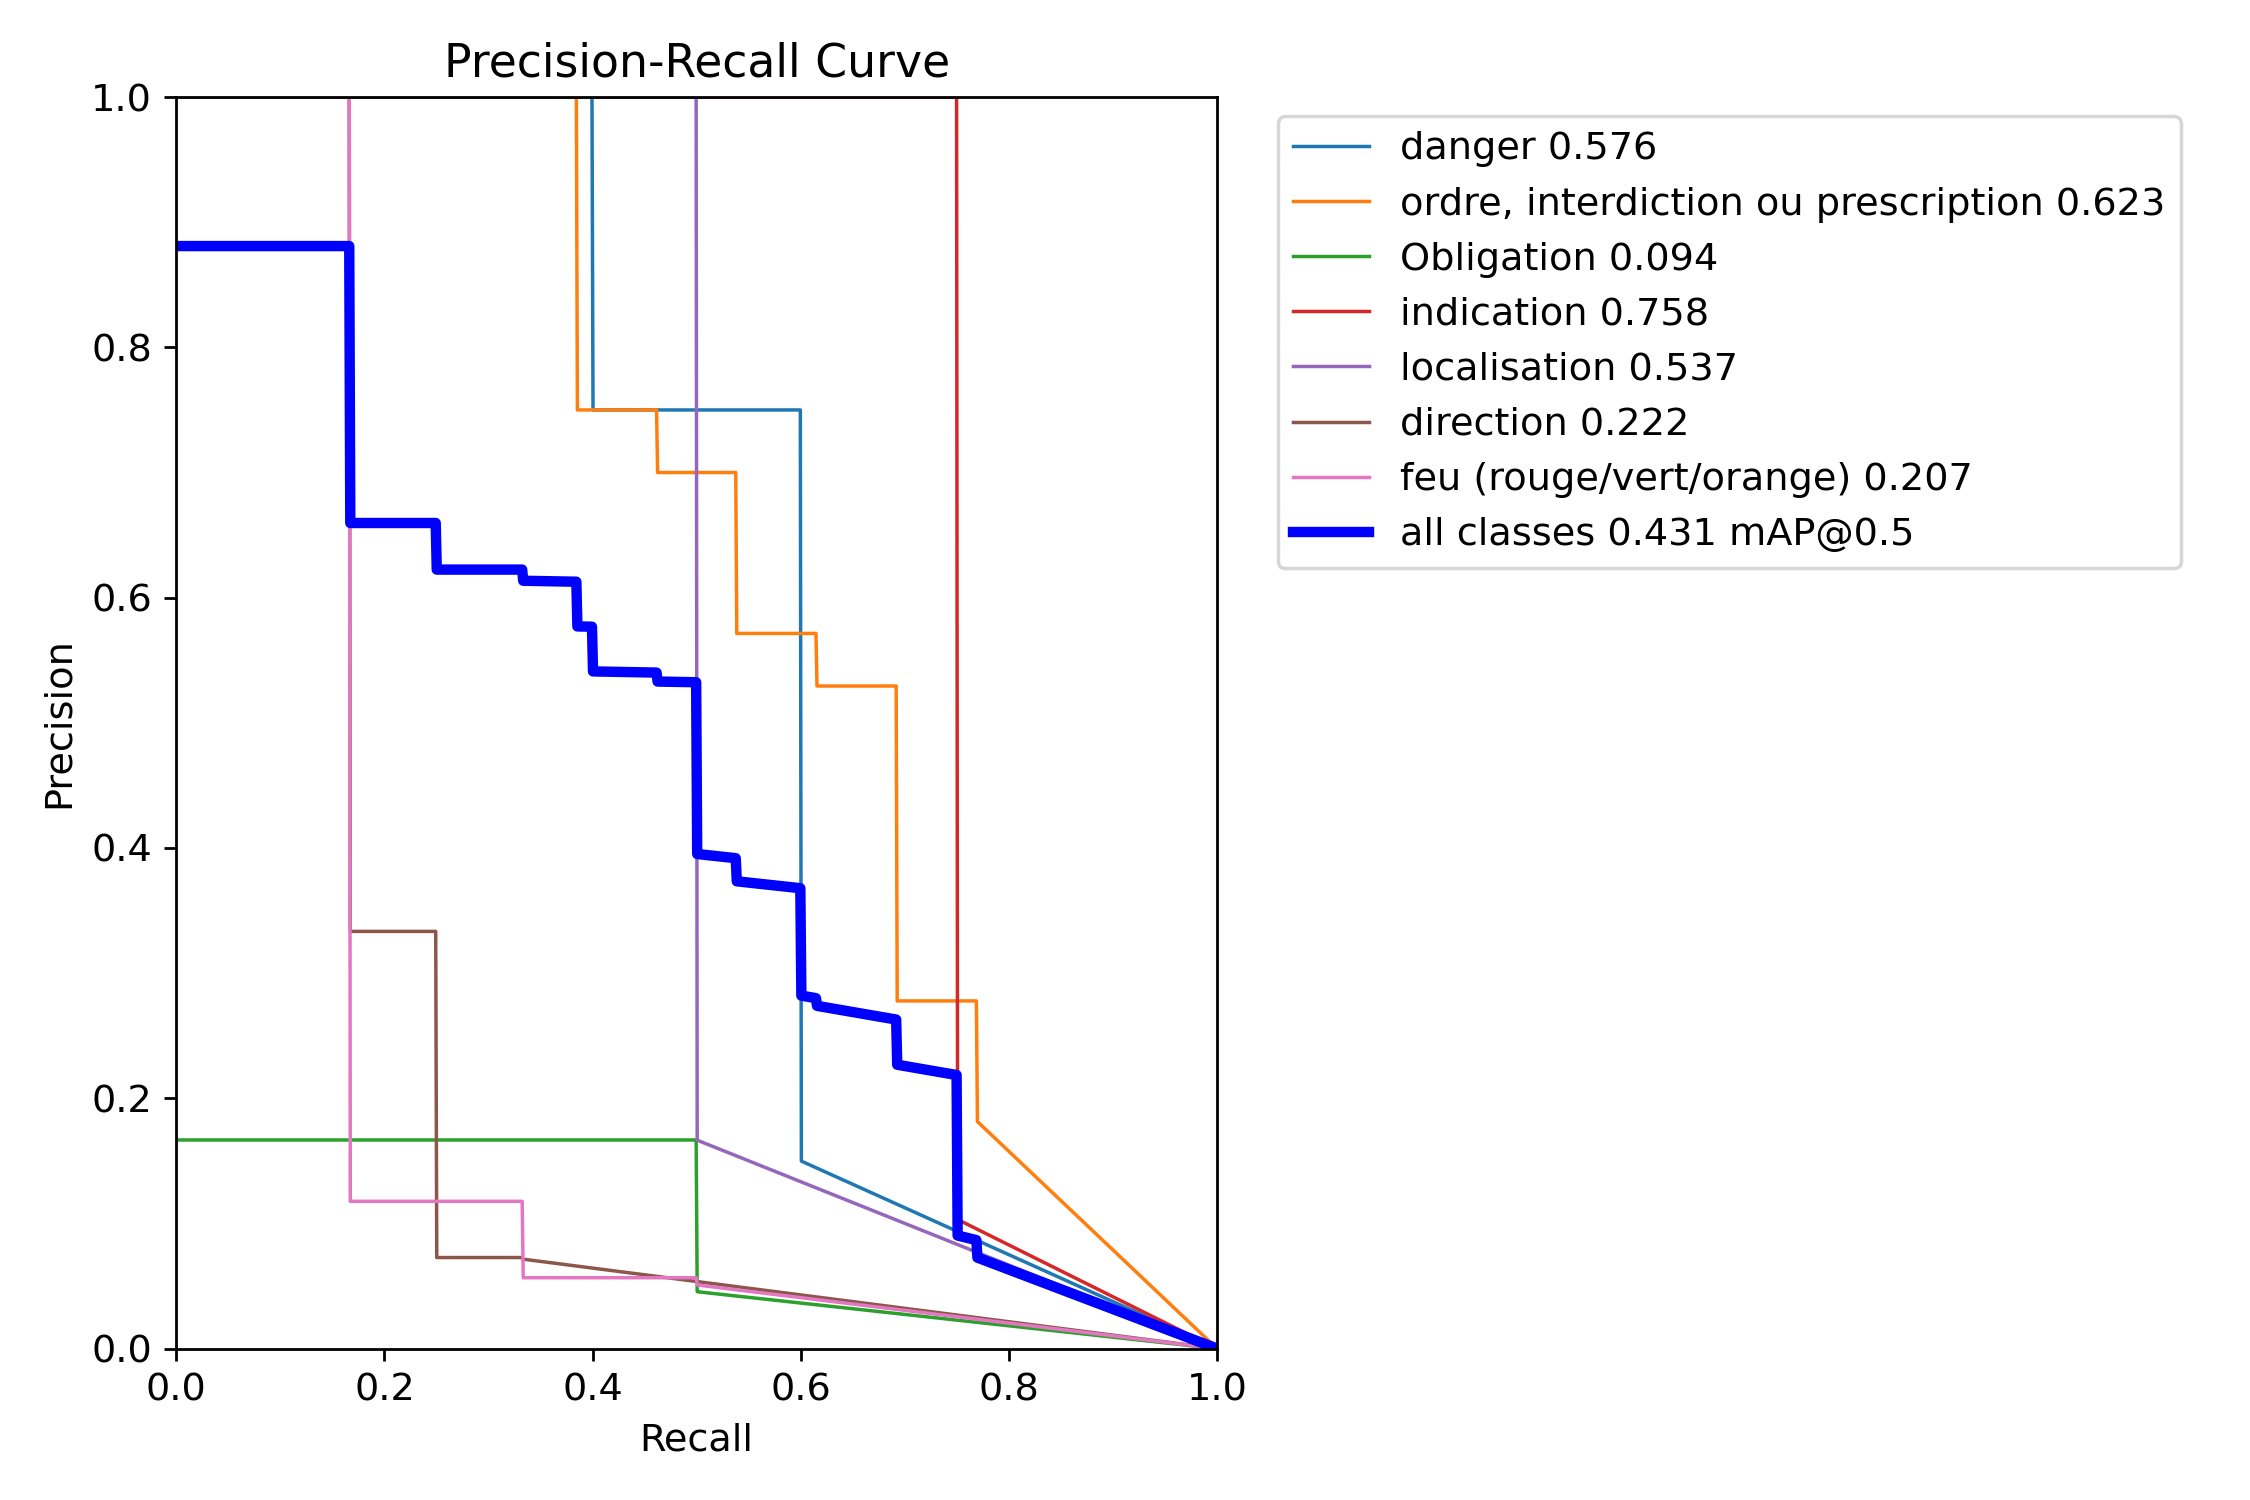 Precision-Recall Curve
1.0
0.8
0.6
0.4
0.2
0.0
Precision
0.0 0.2 0.4 0.6 0.8 1.0
Recall
danger 0.576
ordre, interdiction ou prescription 0.623
Obligation 0.094
indication 0.758
localisation 0.537
direction 0.222
feu (rouge/vert/orange) 0.207
all classes 0.431 mAP@0.5